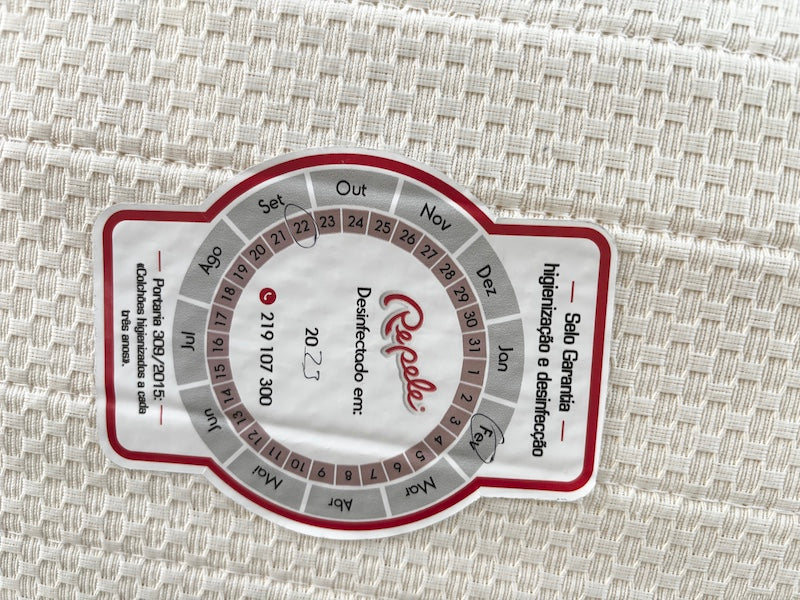 — Selo Garantia —
higienização e desinfecção
Jan
Fev
Mar
Abr
Mai
Jun
Jul
Ago
Set
Out
Nov
Dez
1 2 3 4 5 6 7 8 9 10 11 12 13 14 15 16 17 18 19 20 21 22 23 24 25 26 27 28 29 30 31
Repele
Desinfectado em:
2023
219 107 300
— Portaria 309/2015: —
«Colchões higienizados a cada
três anos».